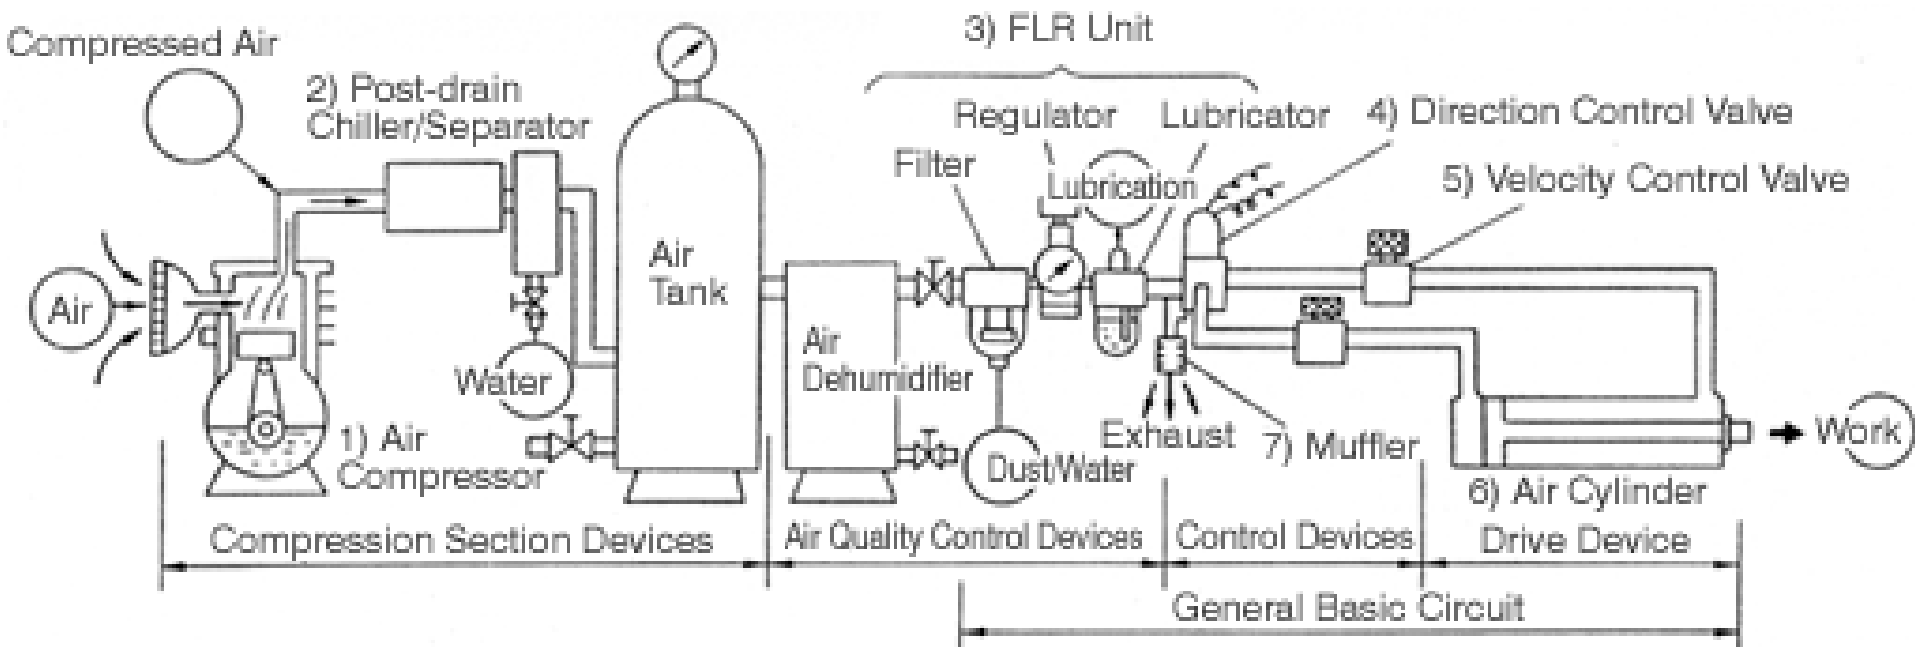 3) FLR Unit
Compressed Air
2) Post-drain
Chiller/Separator
Regulator
Lubricator
4) Direction Control Valve
Filter
Lubrication
5) Velocity Control Valve
Air
Air
Tank
Air
Dehumidifier
Water
1) Air
Compressor
Dust/Water
Exhaust
7) Muffler
Work
6) Air Cylinder
Compression Section Devices
Air Quality Control Devices
Control Devices
Drive Device
General Basic Circuit